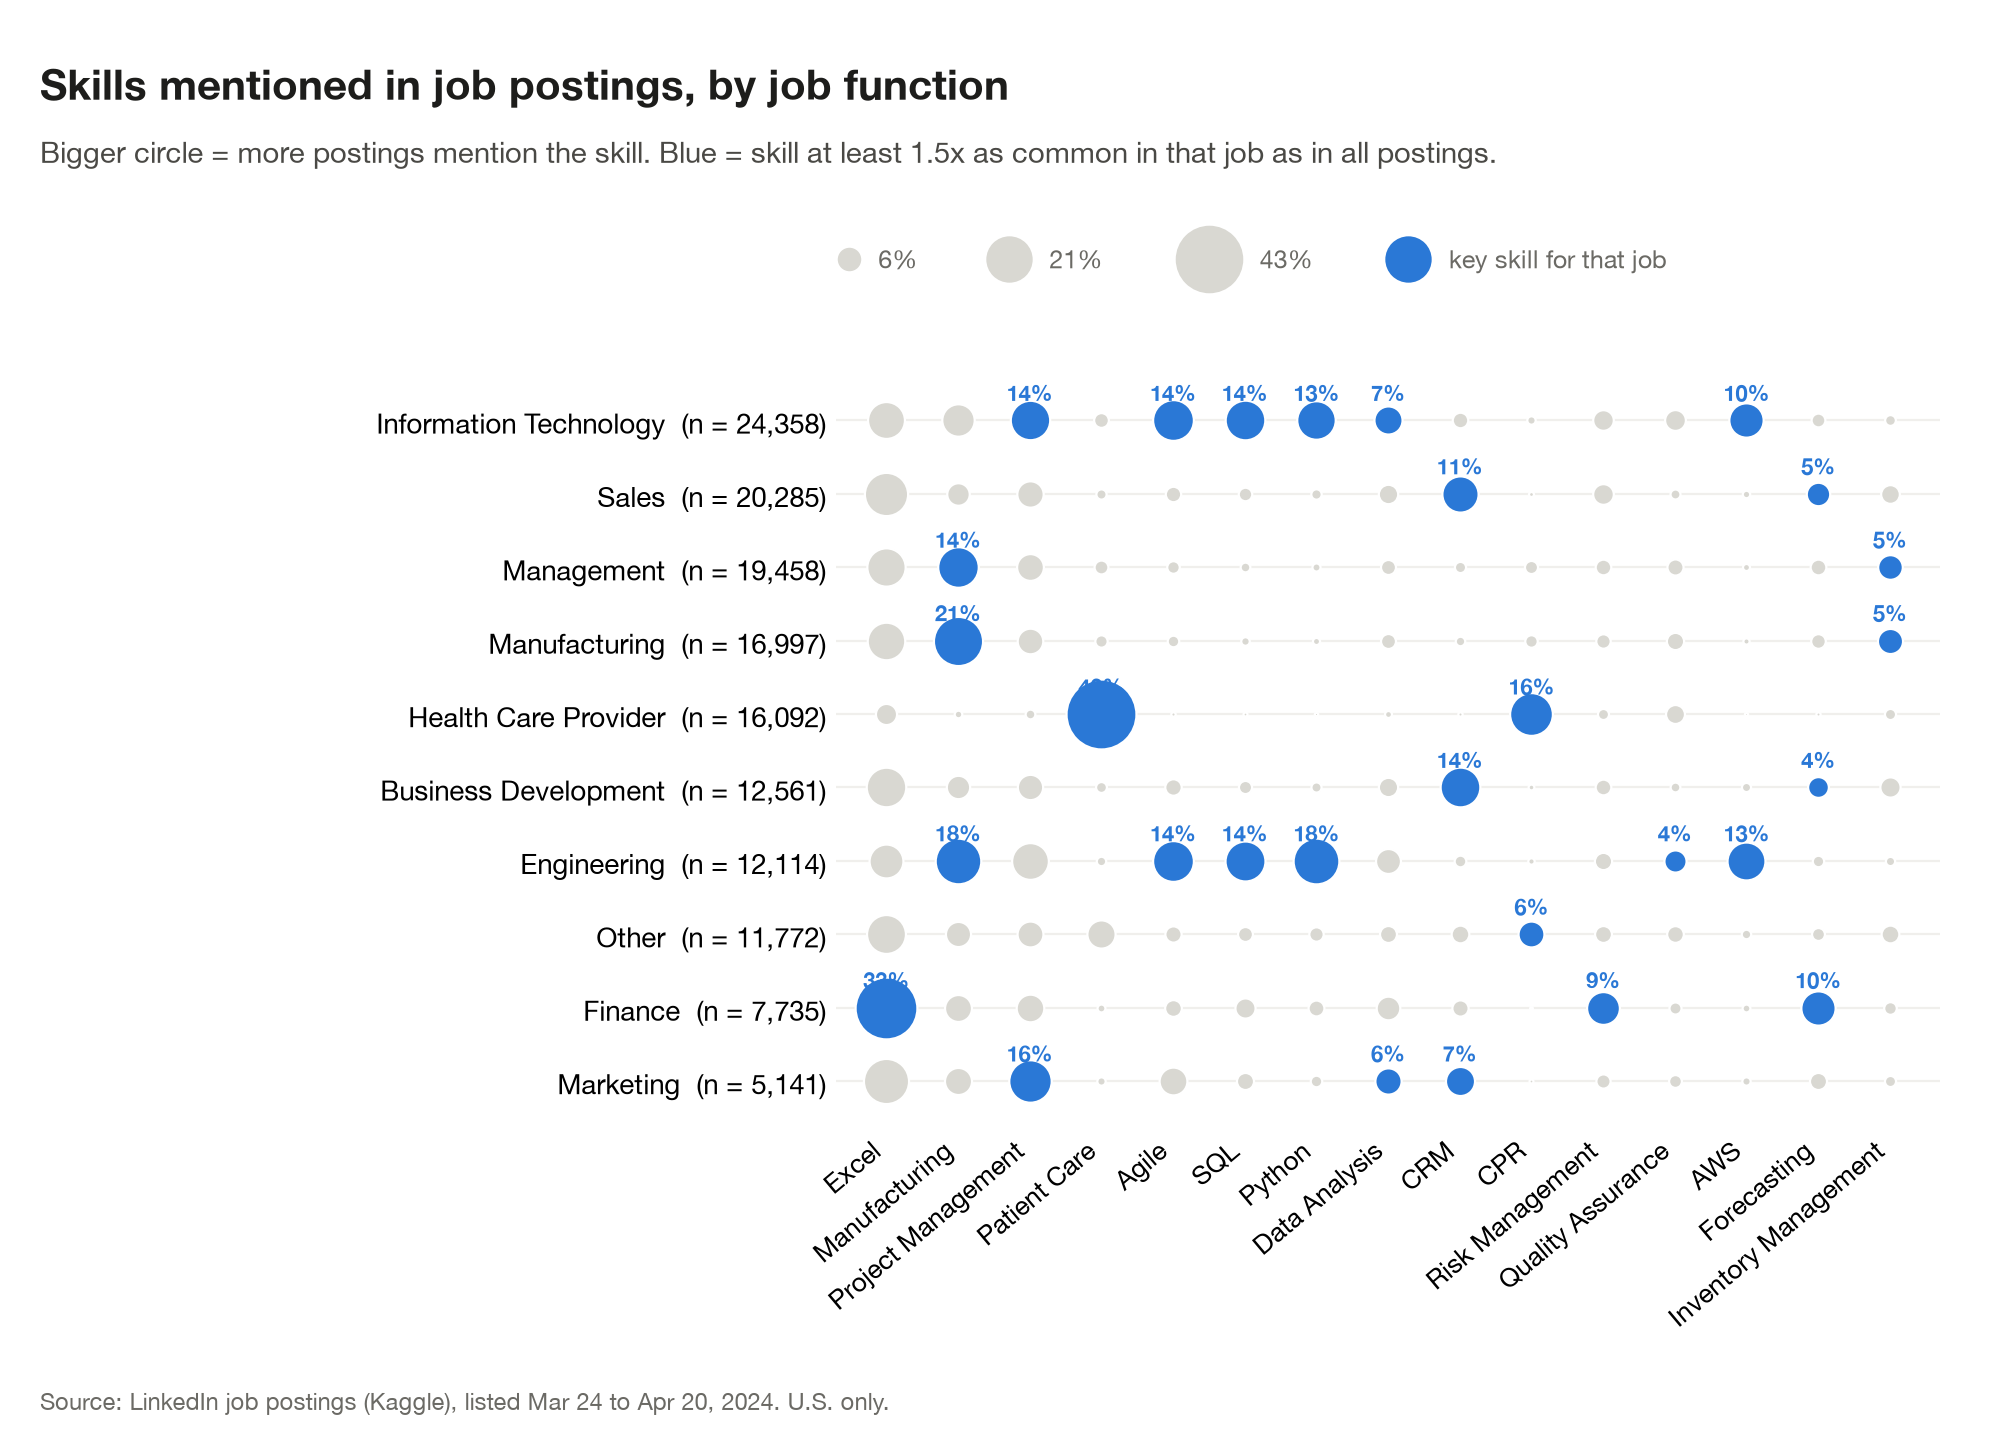 Skills mentioned in job postings, by job function
Bigger circle = more postings mention the skill. Blue = skill at least 1.5x as common in that job as in all postings.
6% 21% 43% key skill for that job
14% 14% 14% 13% 7% 10%
Information Technology (n = 24,358)
11% 5%
Sales (n = 20,285)
14% 5%
Management (n = 19,458)
21% 5%
Manufacturing (n = 16,997)
16%
Health Care Provider (n = 16,092)
14% 4%
Business Development (n = 12,561)
18% 14% 14% 18% 4% 13%
Engineering (n = 12,114)
6%
Other (n = 11,772)
9% 10%
Finance (n = 7,735)
16% 6% 7%
Marketing (n = 5,141)
Excel
Manufacturing
Project Management
Patient Care
Agile
SQL
Python
Data Analysis
CRM
CPR
Risk Management
Quality Assurance
AWS
Forecasting
Inventory Management
Source: LinkedIn job postings (Kaggle), listed Mar 24 to Apr 20, 2024. U.S. only.